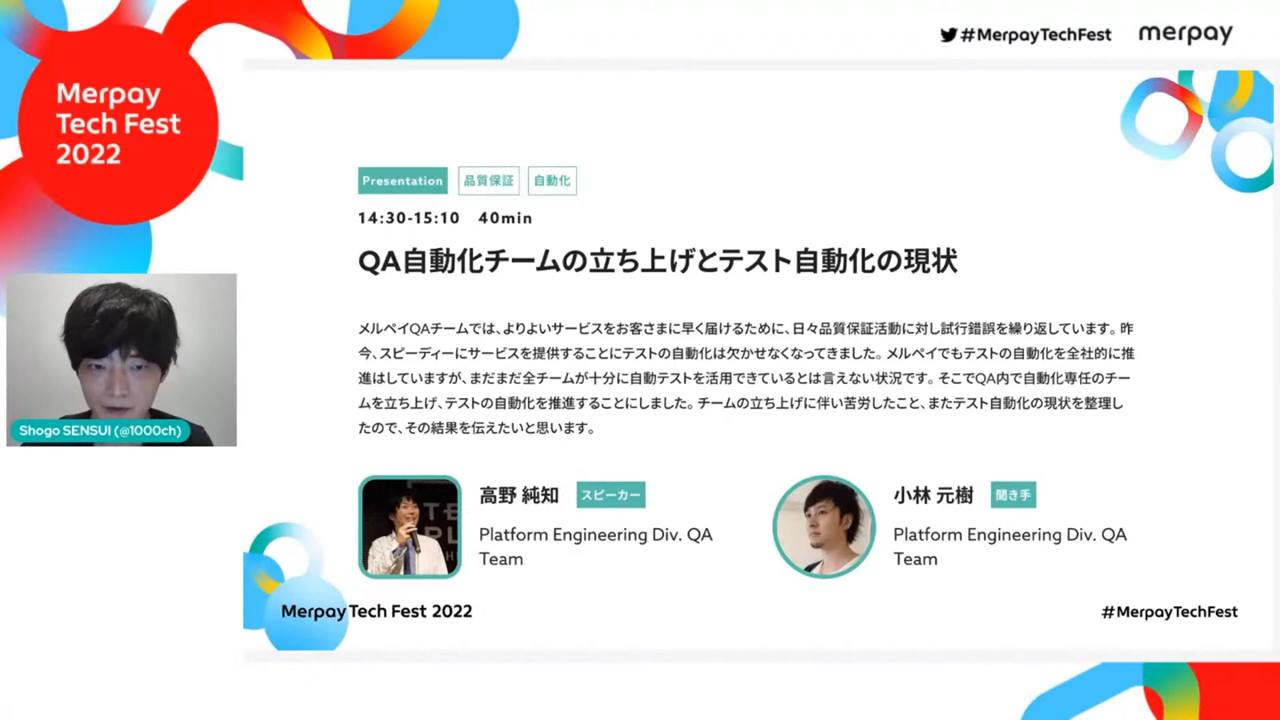 #MerpayTechFest
merpay
Merpay
Tech Fest
2022
Presentation 品質保証 自動化
14:30-15:10 40min
QA自動化チームの立ち上げとテスト自動化の現状
メルペイQAチームでは、よりよいサービスをお客さまに早く届けるために、日々品質保証活動に対し試行錯誤を繰り返しています。昨
今、スピーディーにサービスを提供することにテストの自動化は欠かせなくなってきました。メルペイでもテストの自動化を全社的に推
進はしていますが、まだまだ全チームが十分に自動テストを活用できているとは言えない状況です。そこでQA内で自動化専任のチー
ムを立ち上げ、テストの自動化を推進することにしました。チームの立ち上げに伴い苦労したこと、またテスト自動化の現状を整理し
たので、その結果を伝えたいと思います。
Shogo SENSUI (@1000ch)
高野 純知 スピーカー
Platform Engineering Div. QA
Team
小林 元樹 聞き手
Platform Engineering Div. QA
Team
Merpay Tech Fest 2022
#MerpayTechFest